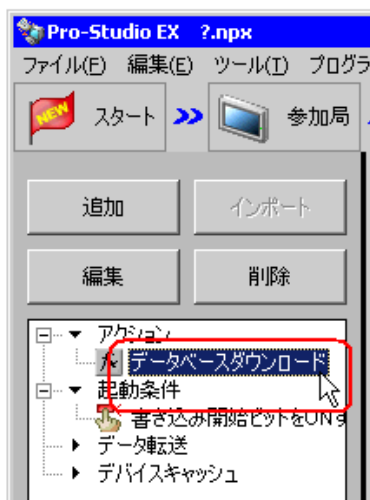 Pro-Studio EX ?.npx
ファイル(F) 編集(E) ツール(T) プログラ
NEW スタート 参加局
追加 インポート
編集 削除
アクション
fx データベースダウンロード
起動条件
書き込み開始ビットをONす
データ転送
デバイスキャッシュ